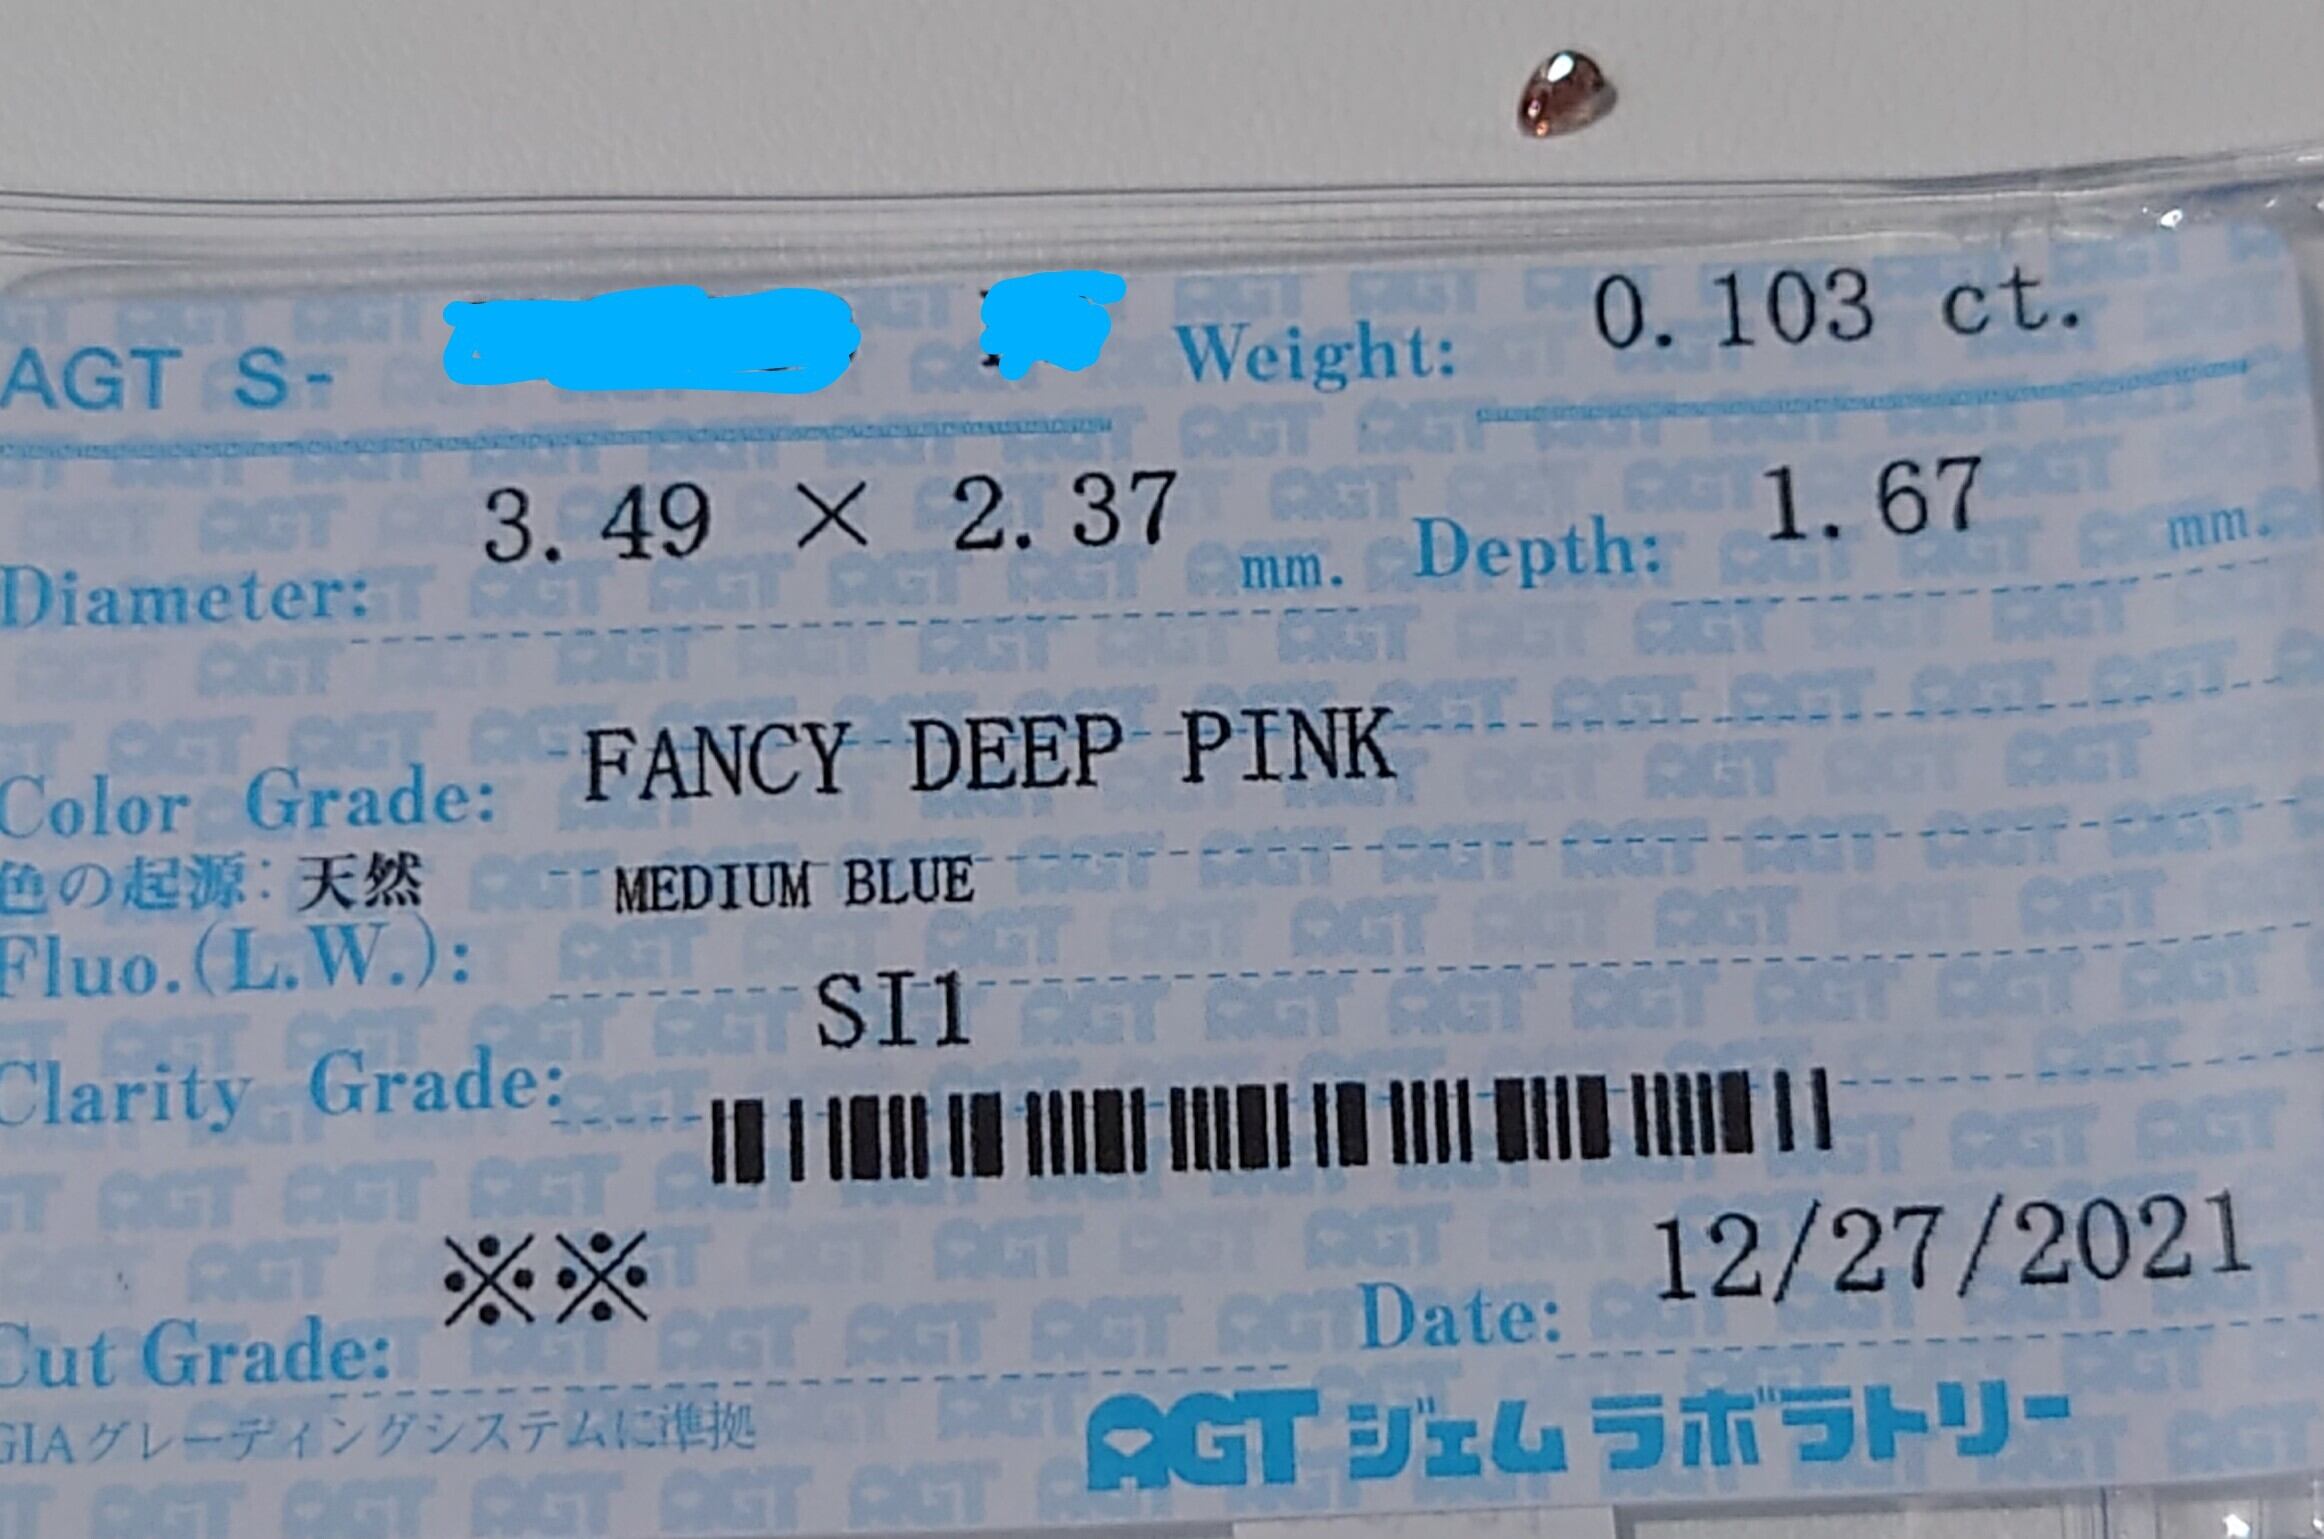 AGT S-
Weight: 0.103 ct.
Diameter: 3.49 × 2.37 mm. Depth: 1.67 mm.
Color Grade: FANCY DEEP PINK
色の起源: 天然
Fluo.(L.W.): MEDIUM BLUE
Clarity Grade: SI1
Cut Grade: ※※
Date: 12/27/2021
GIAグレーディングシステムに準拠
AGTジェムラボラトリー